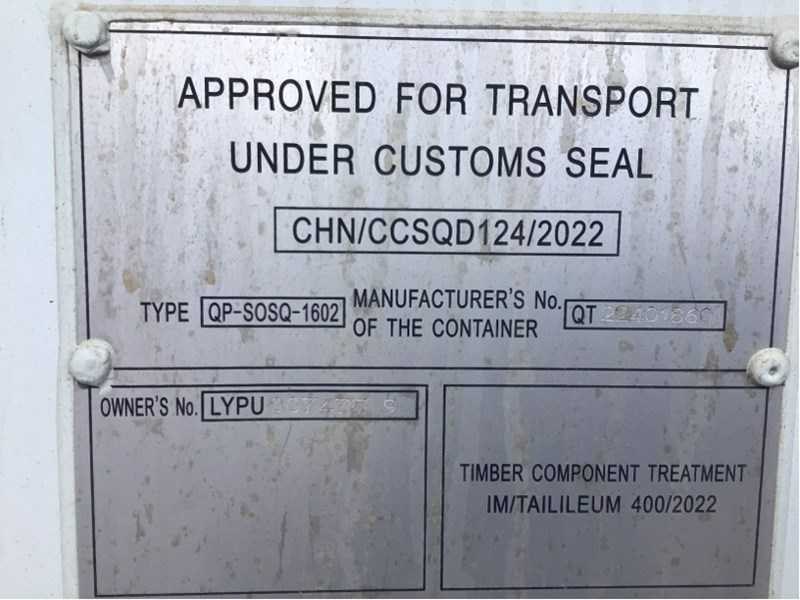 APPROVED FOR TRANSPORT
UNDER CUSTOMS SEAL
CHN/CCSQD124/2022
TYPE QP-SOSQ-1602 MANUFACTURER'S No. OF THE CONTAINER QT
OWNER'S No. LYPU
TIMBER COMPONENT TREATMENT
IM/TAILILEUM 400/2022